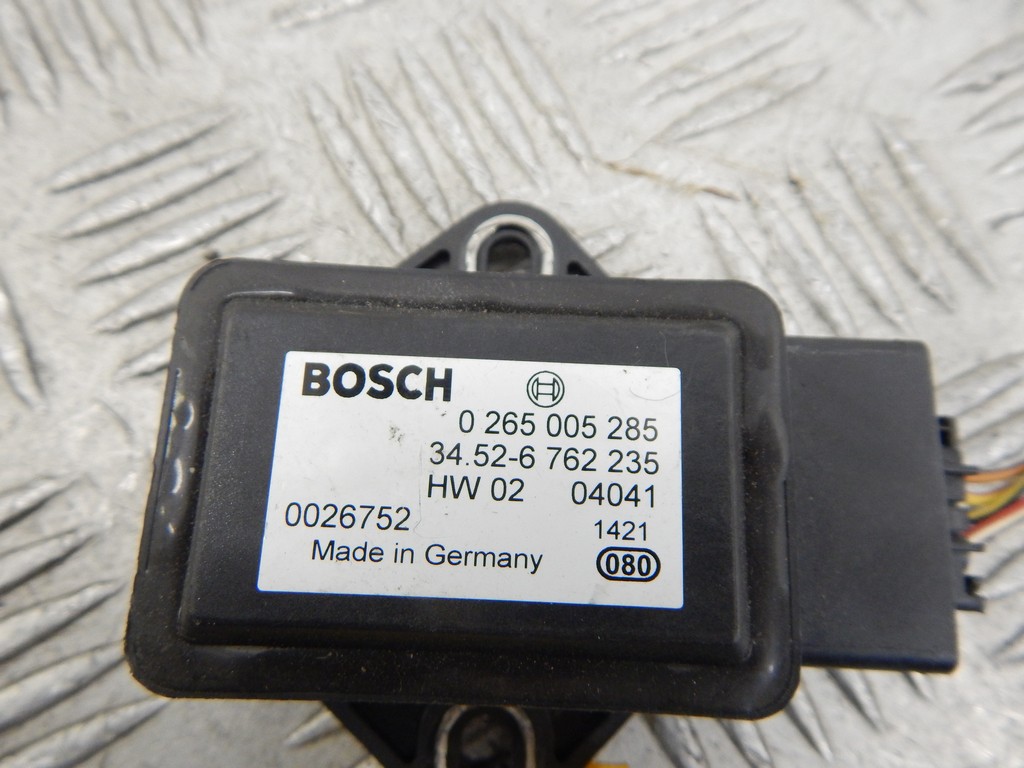 BOSCH
0 265 005 285
34.52-6 762 235
HW 02 04041
0026752 1421
Made in Germany 080